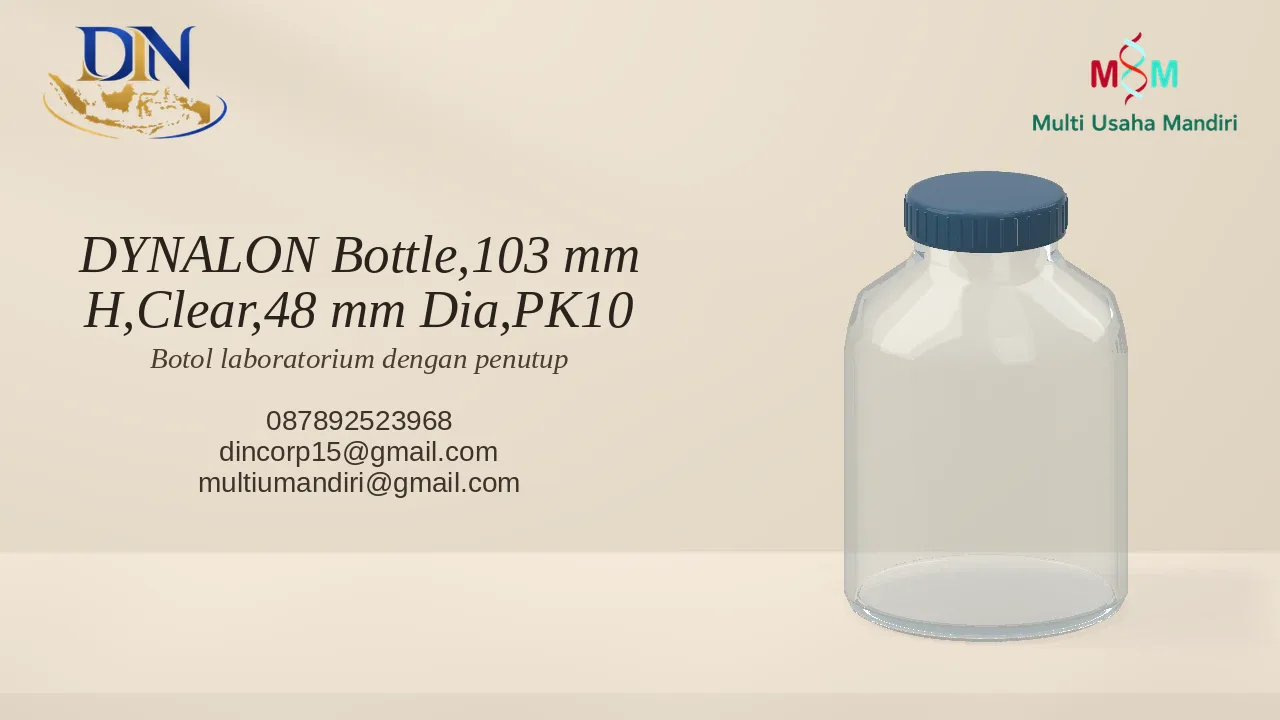 DIN
MSM
Multi Usaha Mandiri
DYNALON Bottle,103 mm
H,Clear,48 mm Dia,PK10
Botol laboratorium dengan penutup
087892523968
dincorp15@gmail.com
multiumandiri@gmail.com